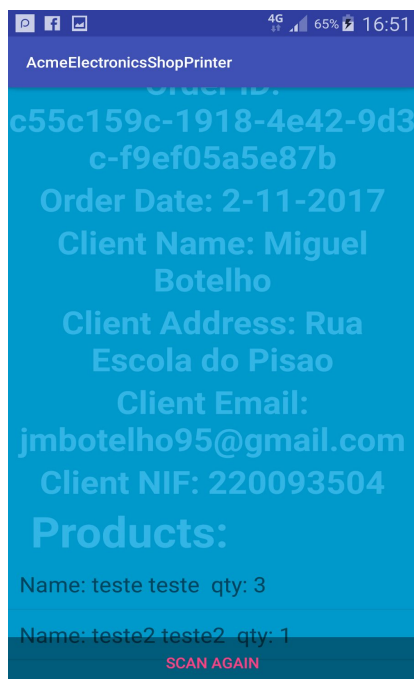 4G 65% 16:51
AcmeElectronicsShopPrinter
Order ID:
c55c159c-1918-4e42-9d3
c-f9ef05a5e87b
Order Date: 2-11-2017
Client Name: Miguel
Botelho
Client Address: Rua
Escola do Pisao
Client Email:
jmbotelho95@gmail.com
Client NIF: 220093504
Products:
Name: teste teste qty: 3
Name: teste2 teste2 qty: 1
SCAN AGAIN